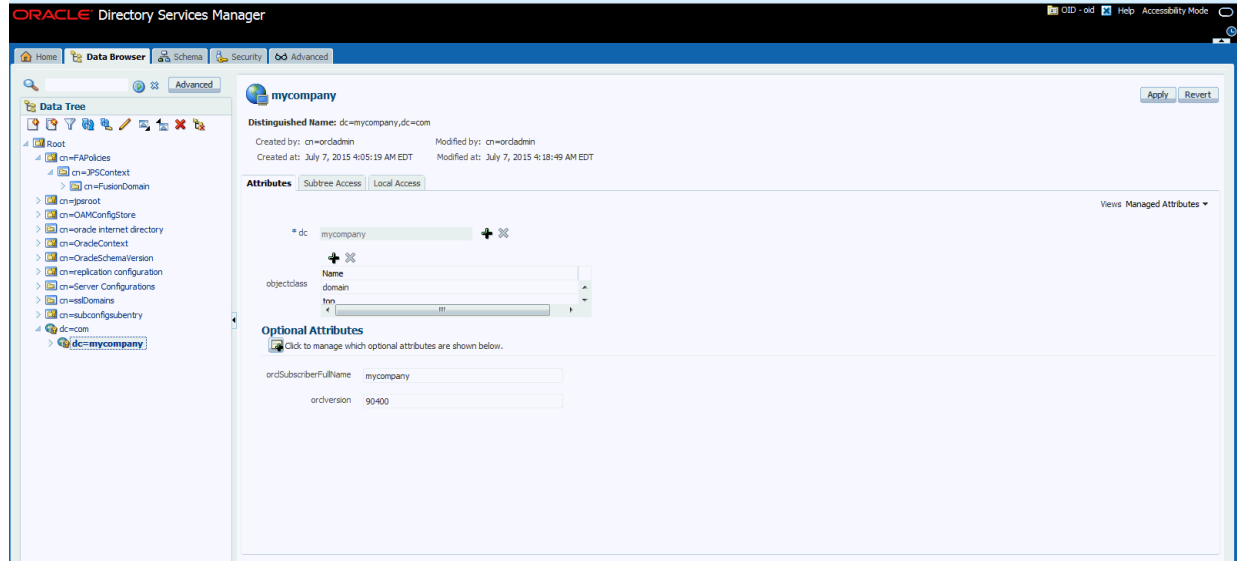 ORACLE Directory Services Manager
OID - oid Help Accessibility Mode
Home Data Browser Schema Security Advanced
Advanced
Data Tree
Root
cn=FAPolicies
cn=JPSContext
cn=FusionDomain
cn=jpsroot
cn=OAMConfigStore
cn=oracle internet directory
cn=OracleContext
cn=OracleSchemaVersion
cn=replication configuration
cn=Server Configurations
cn=sslDomains
cn=subconfigsubentry
dc=com
dc=mycompany
mycompany
Apply Revert
Distinguished Name: dc=mycompany,dc=com
Created by: cn=orcladmin Modified by: cn=orcladmin
Created at: July 7, 2015 4:05:19 AM EDT Modified at: July 7, 2015 4:18:49 AM EDT
Attributes Subtree Access Local Access
Views Managed Attributes
* dc mycompany
Name
objectclass
domain
top
Optional Attributes
Click to manage which optional attributes are shown below.
orclSubscriberFullName mycompany
orclversion 90400